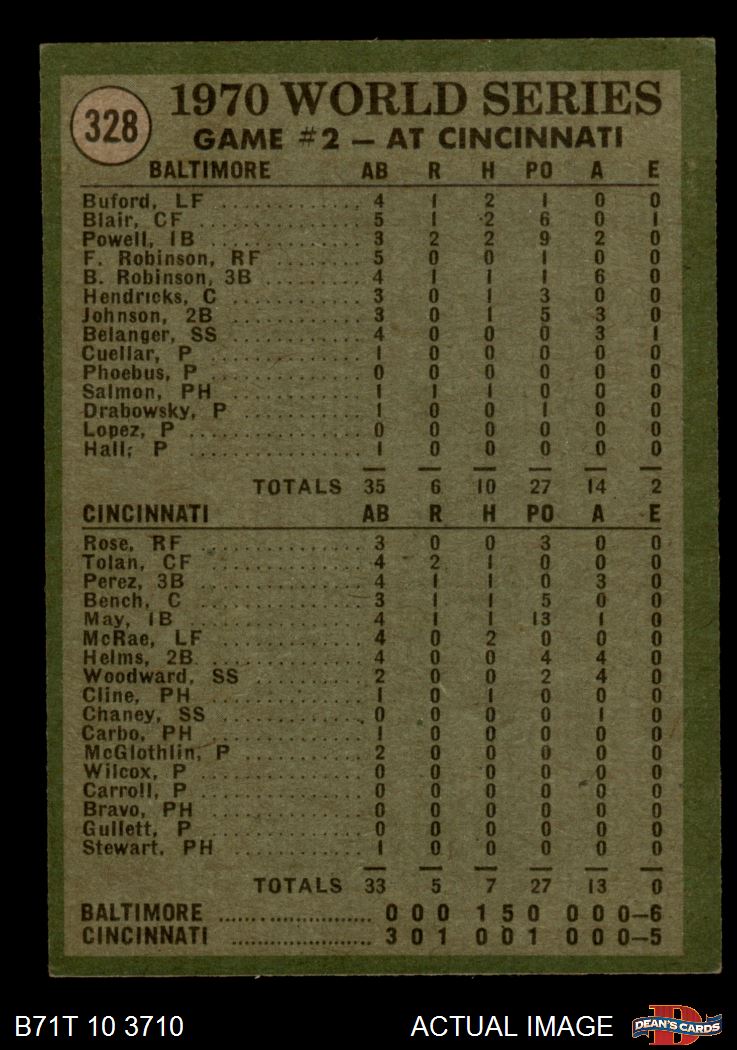 328
1970 WORLD SERIES
GAME #2 – AT CINCINNATI
BALTIMORE AB R H PO A E
Buford, LF .............. 4 1 2 1 0 0
Blair, CF .............. 5 1 2 6 0 1
Powell, 1B .............. 3 2 2 9 2 0
F. Robinson, RF ........ 5 0 0 1 0 0
B. Robinson, 3B ......... 4 1 1 1 6 0
Hendricks, C ............ 3 0 1 3 0 0
Johnson, 2B ............ 3 0 1 5 3 0
Belanger, SS ............ 4 0 0 0 3 1
Cuellar, P .............. 1 0 0 0 0 0
Phoebus, P .............. 0 0 0 0 0 0
Salmon, PH ............. 1 1 1 0 0 0
Drabowsky, P ........... 1 0 0 1 0 0
Lopez, P ................ 0 0 0 0 0 0
Hall, P ................ 1 0 0 0 0 0
TOTALS 35 6 10 27 14 2
CINCINNATI AB R H PO A E
Rose, RF ............... 3 0 0 3 0 0
Tolan, CF ............... 4 2 1 0 0 0
Perez, 3B ............... 4 1 1 0 3 0
Bench, C ................ 3 1 1 5 0 0
May, 1B ................ 4 1 1 13 1 0
McRae, LF .............. 4 0 2 0 0 0
Helms, 2B ............... 4 0 0 4 4 0
Woodward, SS .......... 2 0 0 2 4 0
Cline, PH ............... 1 0 1 0 0 0
Chaney, SS ............. 0 0 0 0 1 0
Carbo, PH .............. 1 0 0 0 0 0
McGlothlin, P ........... 2 0 0 0 0 0
Wilcox, P ............... 0 0 0 0 0 0
Carroll, P .............. 0 0 0 0 0 0
Bravo, PH .............. 0 0 0 0 0 0
Gullett, P .............. 0 0 0 0 0 0
Stewart, PH ............ 1 0 0 0 0 0
TOTALS 33 5 7 27 13 0
BALTIMORE ...................... 0 0 0 1 5 0 0 0 0–6
CINCINNATI ..................... 3 0 1 0 0 1 0 0 0–5
B71T 10 3710 ACTUAL IMAGE D DEAN'S CARDS